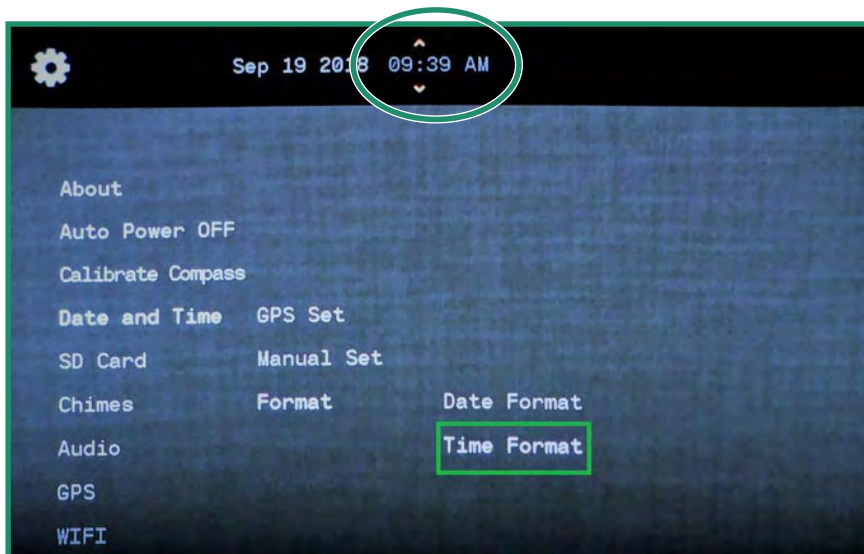 Sep 19 2018 09:39 AM
About
Auto Power OFF
Calibrate Compass
Date and Time GPS Set
SD Card Manual Set
Chimes Format Date Format
Audio Time Format
GPS
WIFI